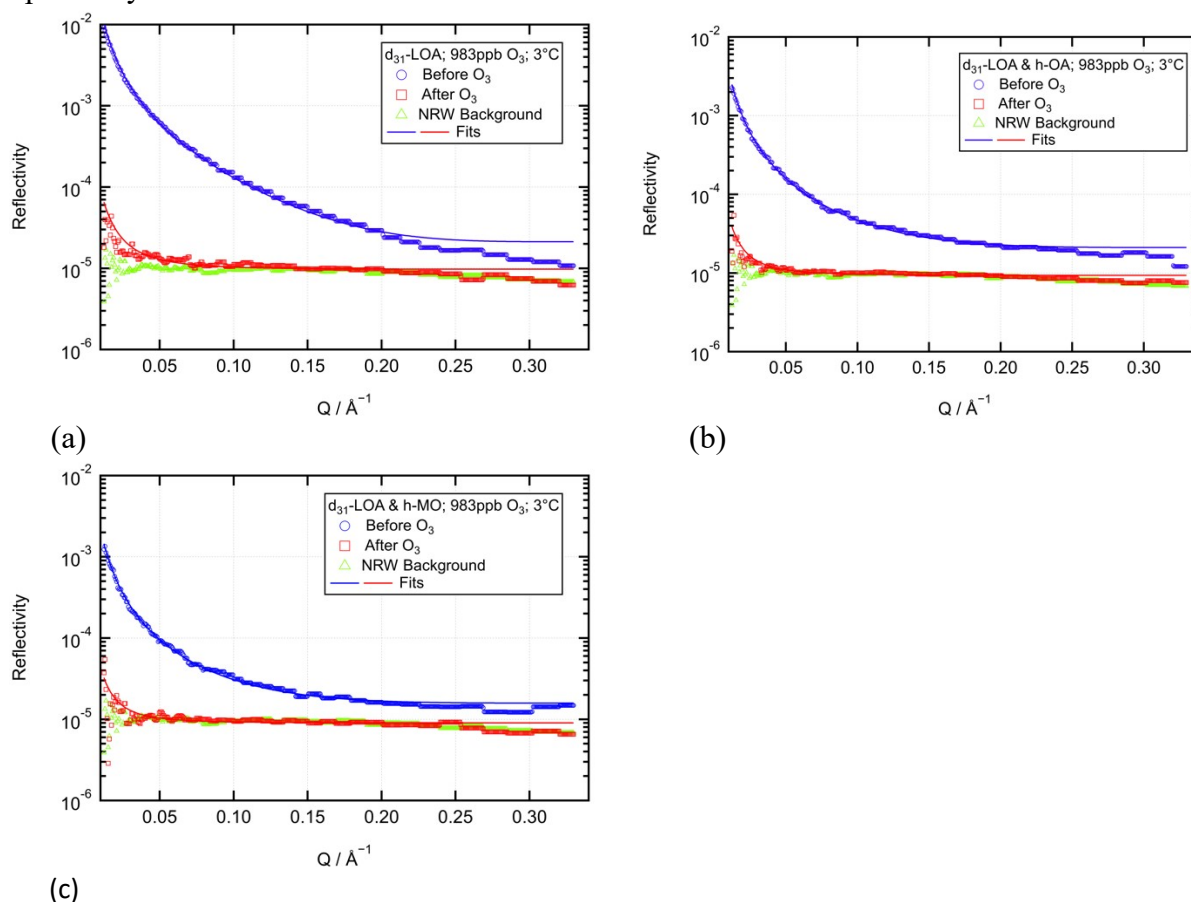 10⁻²
10⁻³
10⁻⁴
10⁻⁵
10⁻⁶
Reflectivity
d₃₁-LOA; 983ppb O₃; 3°C
Before O₃
After O₃
NRW Background
Fits
0.05 0.10 0.15 0.20 0.25 0.30
Q / Å⁻¹
(a)
10⁻²
10⁻³
10⁻⁴
10⁻⁵
10⁻⁶
Reflectivity
d₃₁-LOA & h-OA; 983ppb O₃; 3°C
Before O₃
After O₃
NRW Background
Fits
0.05 0.10 0.15 0.20 0.25 0.30
Q / Å⁻¹
(b)
10⁻²
10⁻³
10⁻⁴
10⁻⁵
10⁻⁶
Reflectivity
d₃₁-LOA & h-MO; 983ppb O₃; 3°C
Before O₃
After O₃
NRW Background
Fits
0.05 0.10 0.15 0.20 0.25 0.30
Q / Å⁻¹
(c)